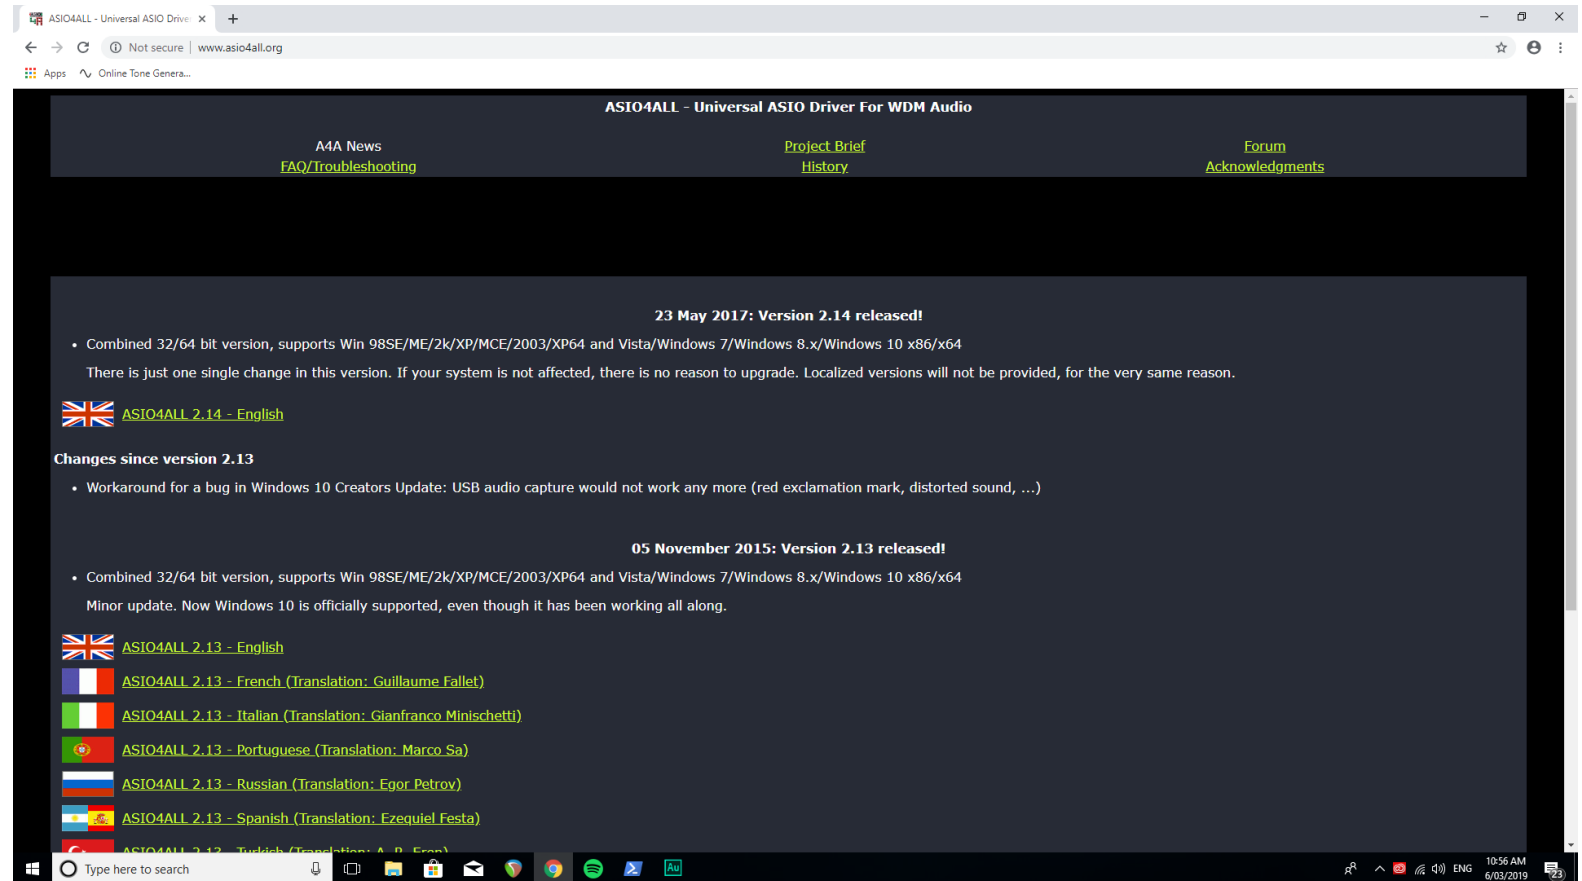 ASIO4ALL - Universal ASIO Drive
Not secure | www.asio4all.org
Apps Online Tone Genera...
ASIO4ALL - Universal ASIO Driver For WDM Audio
A4A News Project Brief Forum
FAQ/Troubleshooting History Acknowledgments
23 May 2017: Version 2.14 released!
• Combined 32/64 bit version, supports Win 98SE/ME/2k/XP/MCE/2003/XP64 and Vista/Windows 7/Windows 8.x/Windows 10 x86/x64
There is just one single change in this version. If your system is not affected, there is no reason to upgrade. Localized versions will not be provided, for the very same reason.
ASIO4ALL 2.14 - English
Changes since version 2.13
• Workaround for a bug in Windows 10 Creators Update: USB audio capture would not work any more (red exclamation mark, distorted sound, ...)
05 November 2015: Version 2.13 released!
• Combined 32/64 bit version, supports Win 98SE/ME/2k/XP/MCE/2003/XP64 and Vista/Windows 7/Windows 8.x/Windows 10 x86/x64
Minor update. Now Windows 10 is officially supported, even though it has been working all along.
ASIO4ALL 2.13 - English
ASIO4ALL 2.13 - French (Translation: Guillaume Fallet)
ASIO4ALL 2.13 - Italian (Translation: Gianfranco Minischetti)
ASIO4ALL 2.13 - Portuguese (Translation: Marco Sa)
ASIO4ALL 2.13 - Russian (Translation: Egor Petrov)
ASIO4ALL 2.13 - Spanish (Translation: Ezequiel Festa)
ASIO4ALL 2.13 - Turkish (Translation: A. B. Eren)
Type here to search Au ENG 10:56 AM
6/03/2019 23